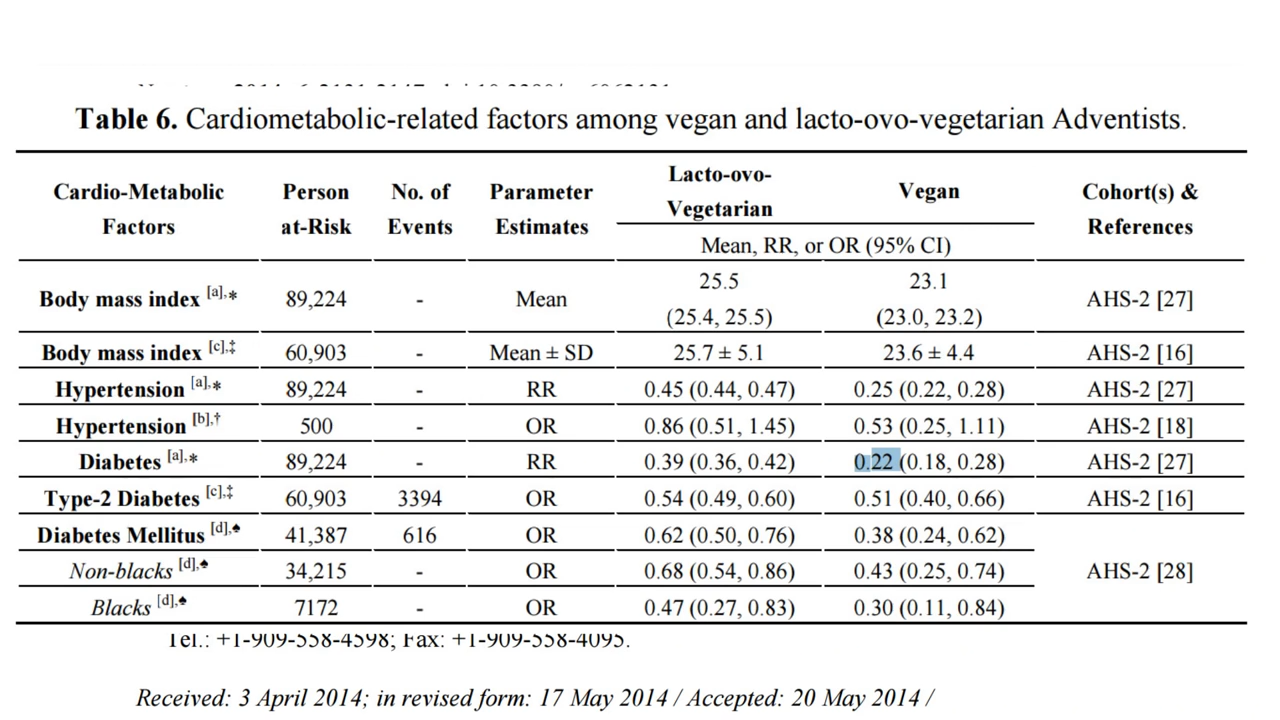 Table 6. Cardiometabolic-related factors among vegan and lacto-ovo-vegetarian Adventists.
Cardio-Metabolic Factors Person at-Risk No. of Events Parameter Estimates Lacto-ovo-Vegetarian Vegan Cohort(s) & References
Mean, RR, or OR (95% CI)
Body mass index [a],* 89,224 - Mean 25.5 (25.4, 25.5) 23.1 (23.0, 23.2) AHS-2 [27]
Body mass index [c],‡ 60,903 - Mean ± SD 25.7 ± 5.1 23.6 ± 4.4 AHS-2 [16]
Hypertension [a],* 89,224 - RR 0.45 (0.44, 0.47) 0.25 (0.22, 0.28) AHS-2 [27]
Hypertension [b],† 500 - OR 0.86 (0.51, 1.45) 0.53 (0.25, 1.11) AHS-2 [18]
Diabetes [a],* 89,224 - RR 0.39 (0.36, 0.42) 0.22 (0.18, 0.28) AHS-2 [27]
Type-2 Diabetes [c],‡ 60,903 3394 OR 0.54 (0.49, 0.60) 0.51 (0.40, 0.66) AHS-2 [16]
Diabetes Mellitus [d],♠ 41,387 616 OR 0.62 (0.50, 0.76) 0.38 (0.24, 0.62)
Non-blacks [d],♠ 34,215 - OR 0.68 (0.54, 0.86) 0.43 (0.25, 0.74) AHS-2 [28]
Blacks [d],♠ 7172 - OR 0.47 (0.27, 0.83) 0.30 (0.11, 0.84)
Tel.: +1-909-558-4598; Fax: +1-909-558-4095.
Received: 3 April 2014; in revised form: 17 May 2014 / Accepted: 20 May 2014 /